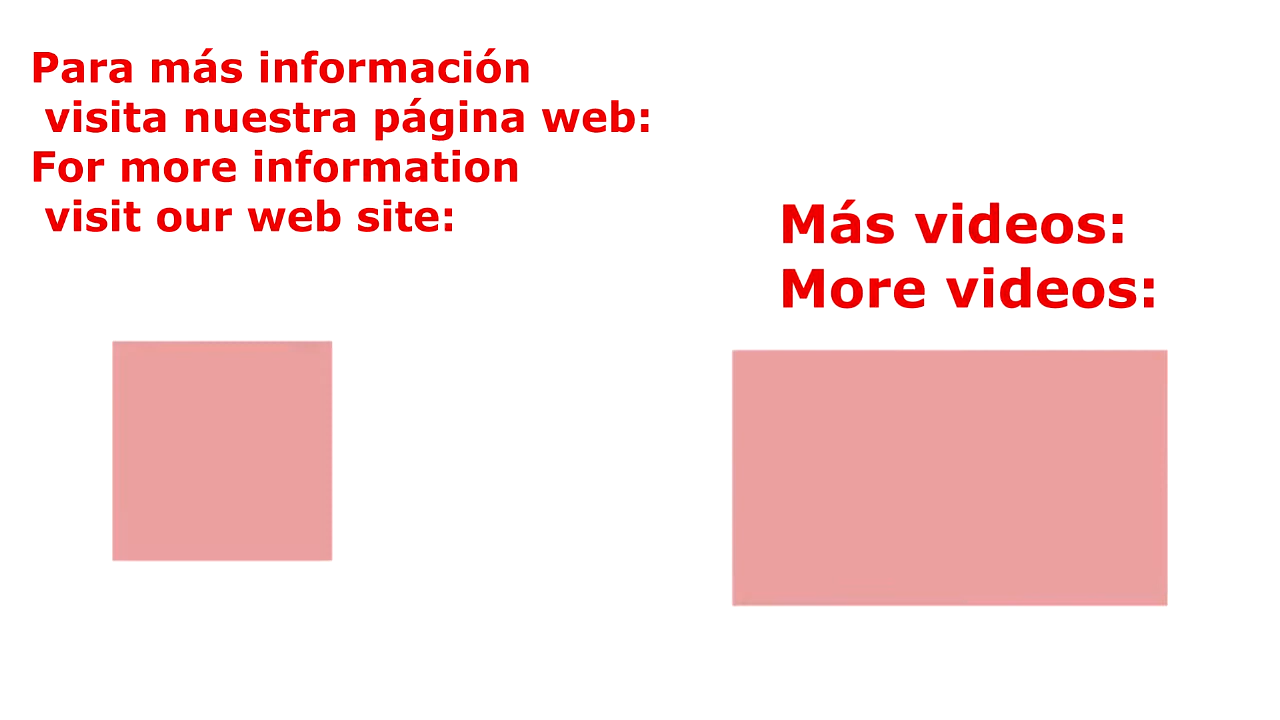 Para más información
visita nuestra página web:
For more information
visit our web site:
Más videos:
More videos: